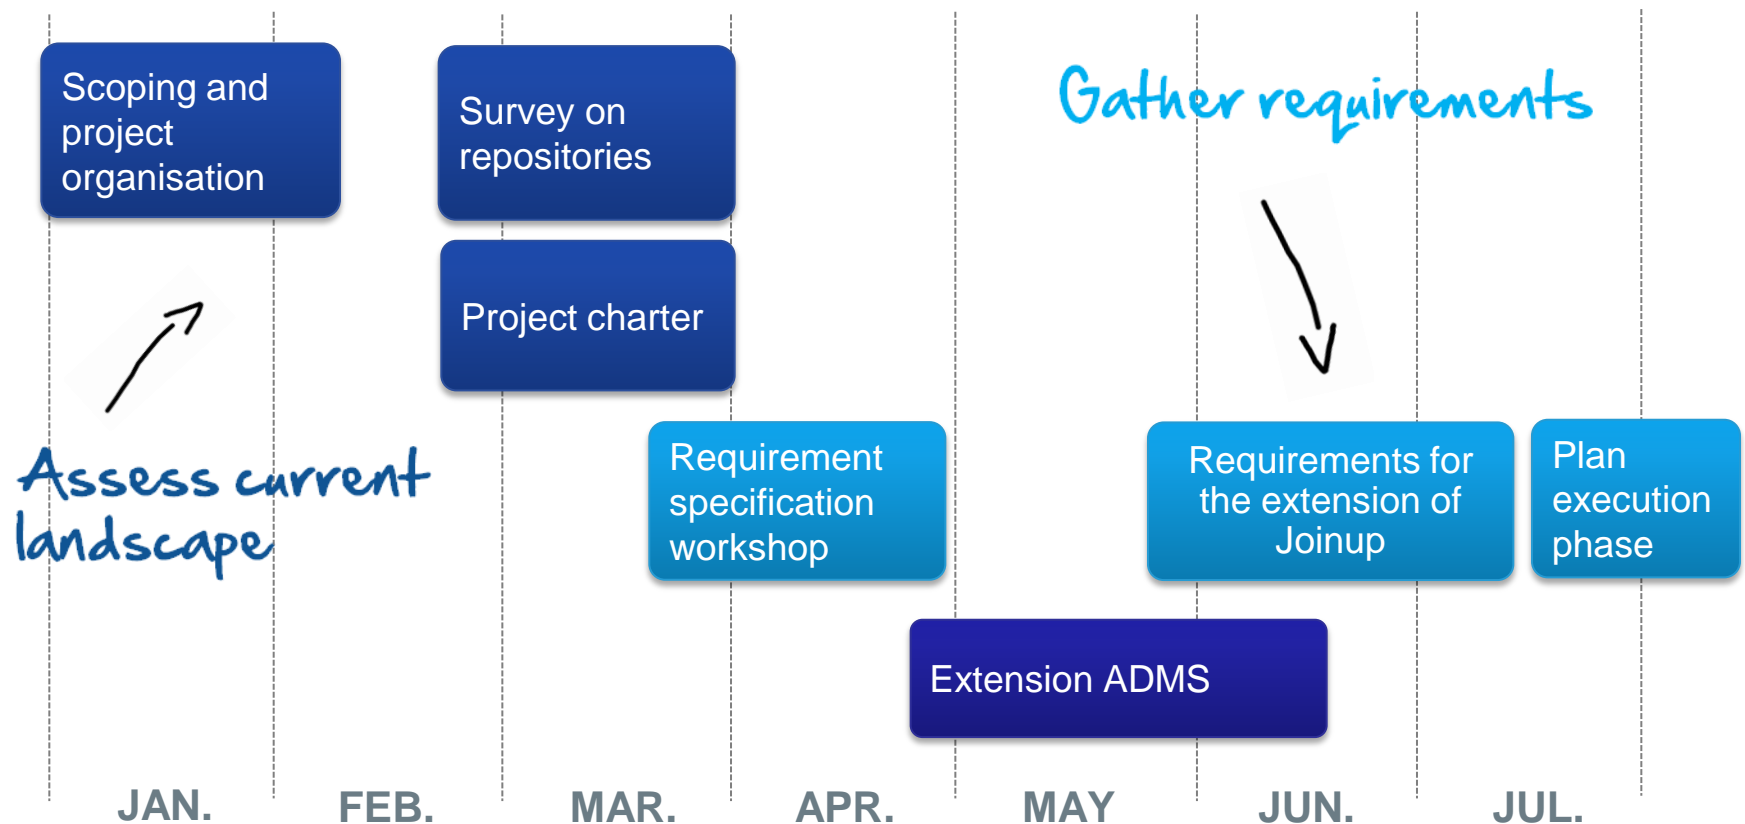 Scoping and
project
organisation
Survey on
repositories
Gather requirements
Project charter
Assess current
landscape
Requirement
specification
workshop
Requirements for
the extension of
Joinup
Plan
execution
phase
Extension ADMS
JAN. FEB. MAR. APR. MAY JUN. JUL.